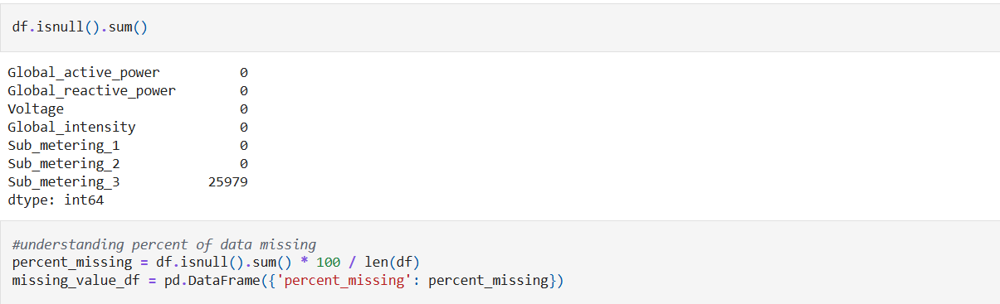 df.isnull().sum()
Global_active_power 0
Global_reactive_power 0
Voltage 0
Global_intensity 0
Sub_metering_1 0
Sub_metering_2 0
Sub_metering_3 25979
dtype: int64
#understanding percent of data missing
percent_missing = df.isnull().sum() * 100 / len(df)
missing_value_df = pd.DataFrame({'percent_missing': percent_missing})